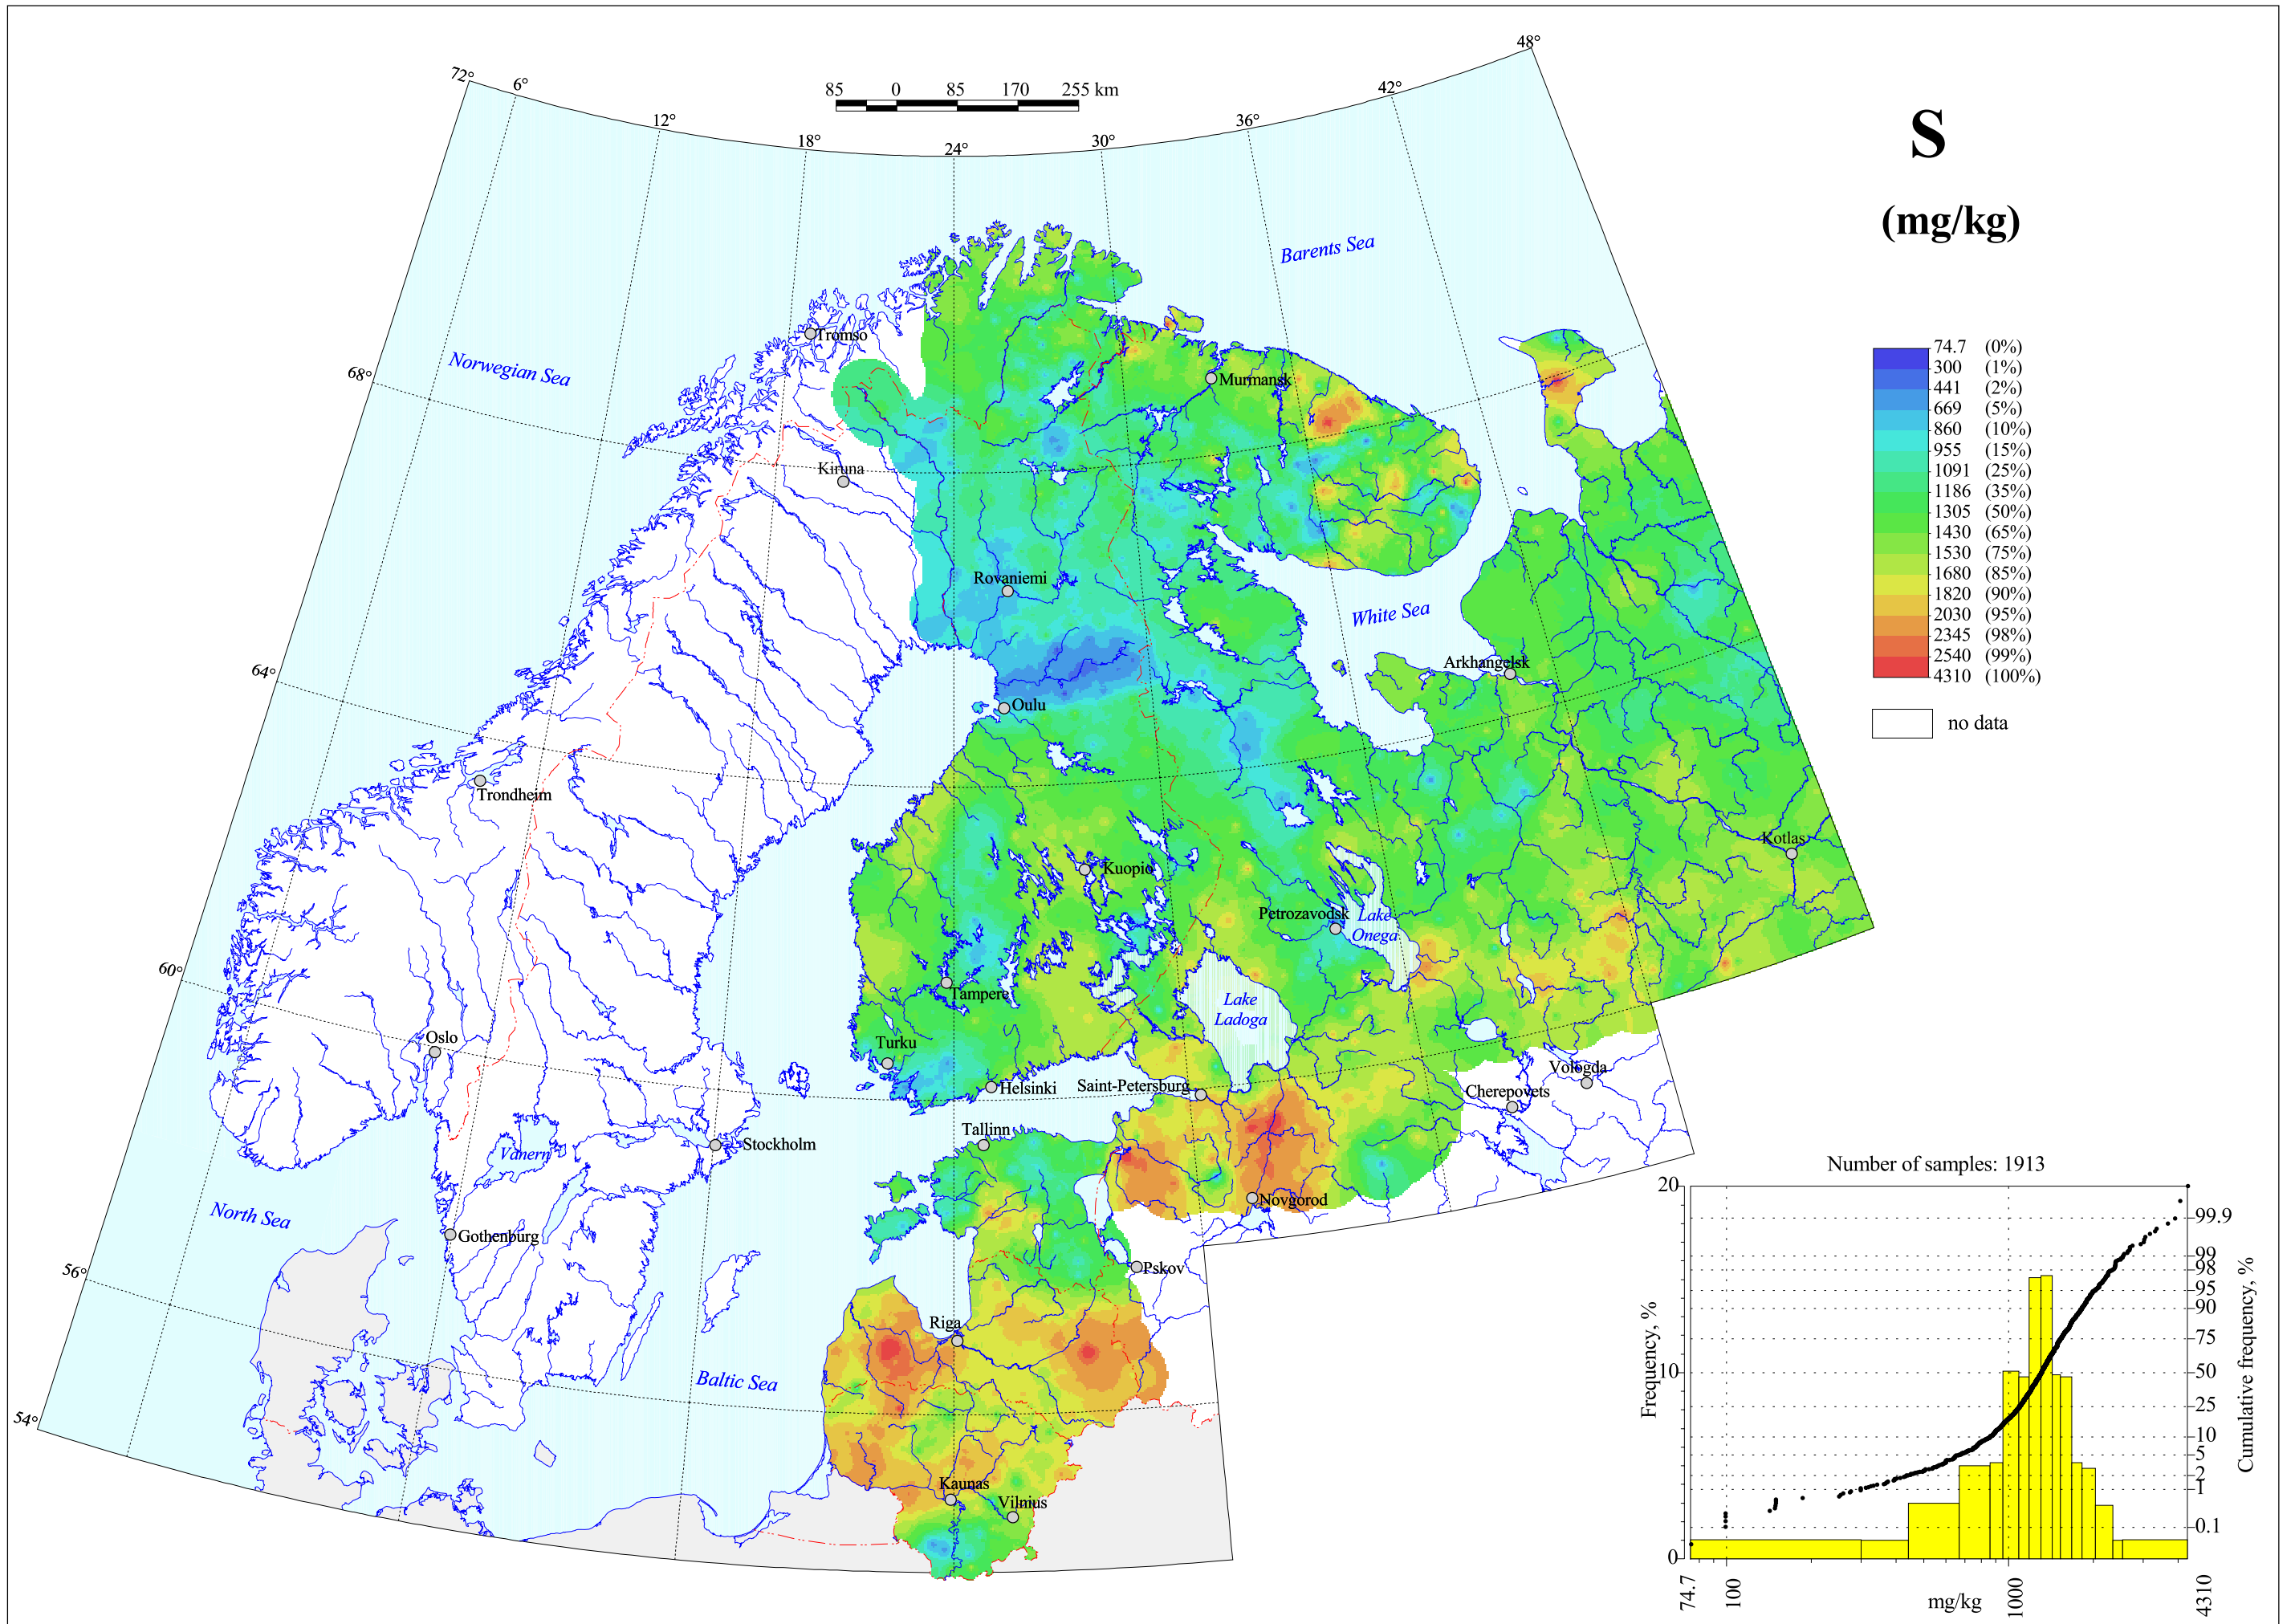 48°
72°
6°
42°
85 0 85 170 255 km
12°
36°
18°
30°
24°
S
(mg/kg)
Barents Sea
Tromso
Norwegian Sea
68°
Murmansk
Kiruna
Rovaniemi
White Sea
Arkhangelsk
64°
Oulu
Trondheim
Kotlas
Kuopio
Petrozavodsk
Lake
Onega
60°
Tampere
Lake
Ladoga
Oslo
Turku
Helsinki
Saint-Petersburg
Vologda
Cherepovets
Tallinn
Stockholm
Vanern
Novgorod
North Sea
Gothenburg
Pskov
56°
Riga
Baltic Sea
54°
Kaunas
Vilnius
74.7 (0%)
300 (1%)
441 (2%)
669 (5%)
860 (10%)
955 (15%)
1091 (25%)
1186 (35%)
1305 (50%)
1430 (65%)
1530 (75%)
1680 (85%)
1820 (90%)
2030 (95%)
2345 (98%)
2540 (99%)
4310 (100%)
no data
Number of samples: 1913
20
10
0
Frequency, %
99.9
99
98
95
90
75
50
25
10
5
2
1
0.1
Cumulative frequency, %
74.7
100
1000
4310
mg/kg